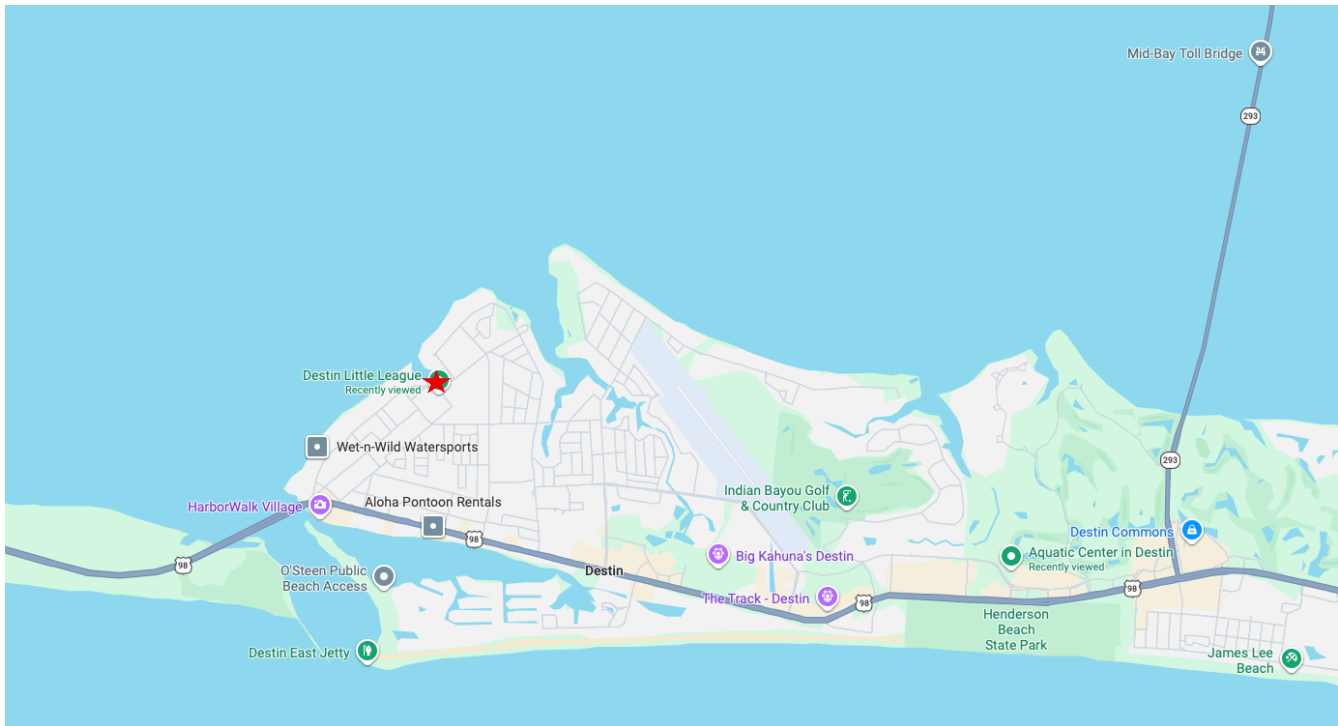 Mid-Bay Toll Bridge
293
Destin Little League
Recently viewed
Wet-n-Wild Watersports
293
Aloha Pontoon Rentals
HarborWalk Village
Indian Bayou Golf
& Country Club
98
Destin Commons
98
O'Steen Public
Beach Access
Destin
Big Kahuna's Destin
Aquatic Center in Destin
Recently viewed
The Track - Destin
98
98
Henderson
Beach
State Park
Destin East Jetty
James Lee
Beach